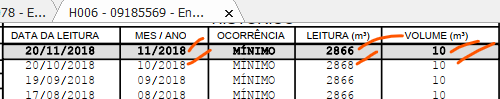 078 - E...
H006 - 09185569 - En...
DATA DA LEITURA MES / ANO OCORRÊNCIA LEITURA (m³) VOLUME (m³)
20/11/2018 11/2018 MÍNIMO 2866 10
20/10/2018 10/2018 MÍNIMO 2868 10
19/09/2018 09/2018 MÍNIMO 2866 10
17/08/2018 08/2018 MÍNIMO 2866 10